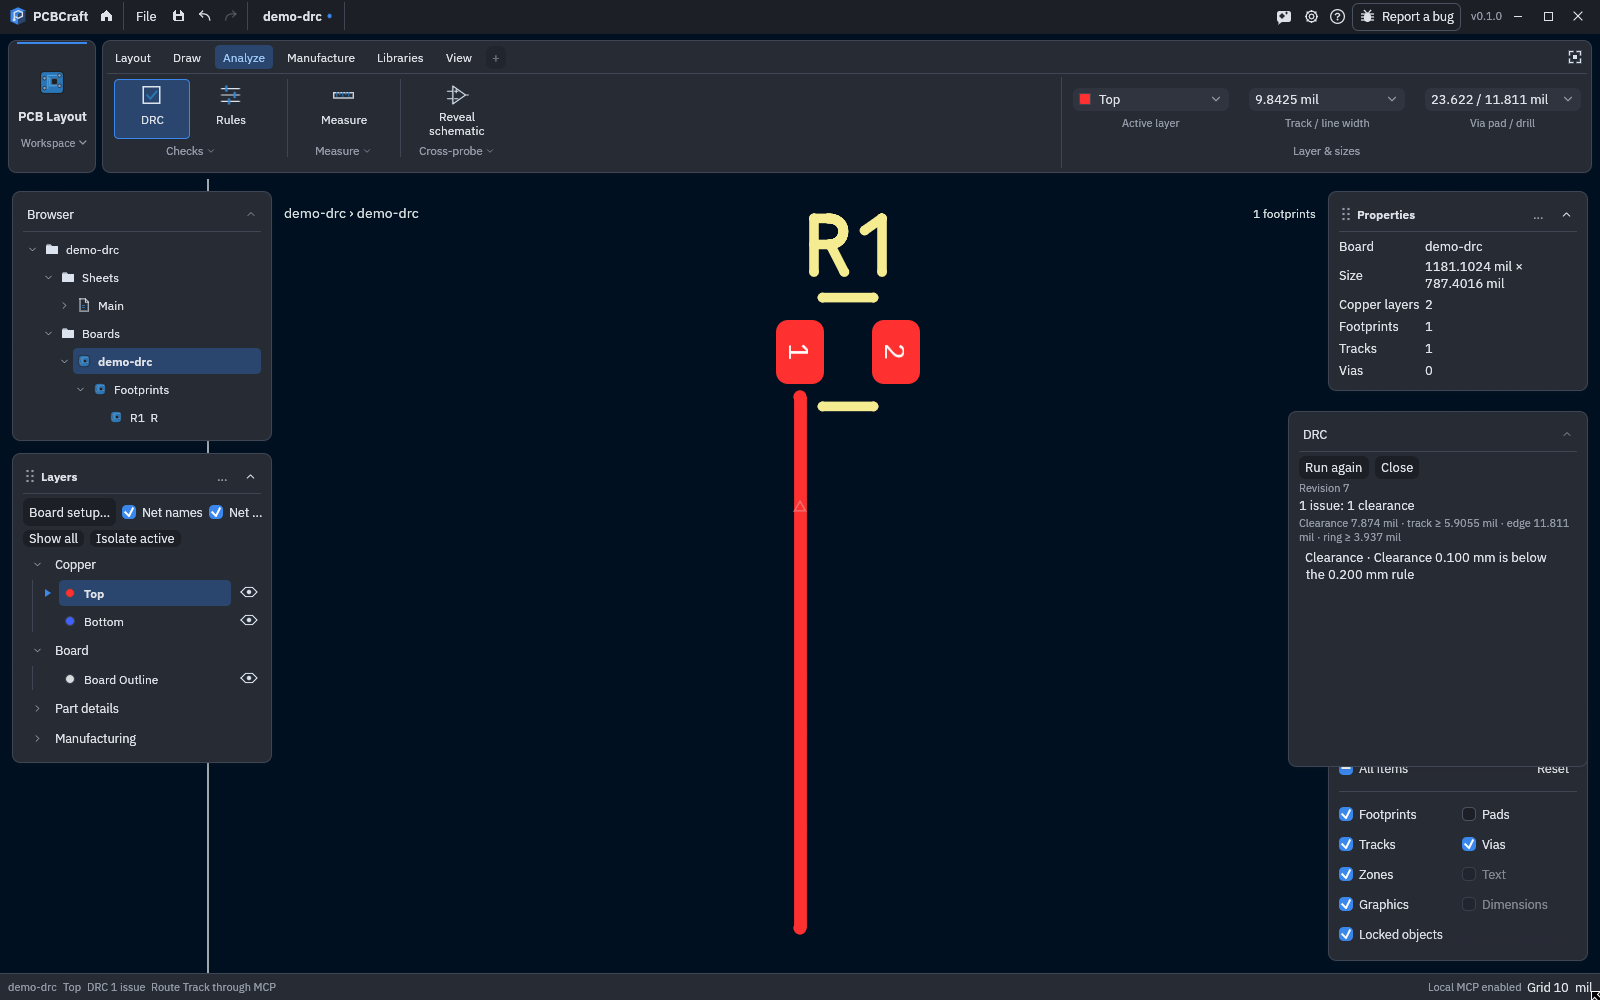 PCBCraft File demo-drc Report a bug v0.1.0
Layout Draw Analyze Manufacture Libraries View +
PCB Layout
Workspace
DRC Rules Measure Reveal schematic
Checks Measure Cross-probe
Top 9.8425 mil 23.622 / 11.811 mil
Active layer Track / line width Via pad / drill
Layer & sizes
Browser
demo-drc
Sheets
Main
Boards
demo-drc
Footprints
R1 R
Layers ...
Board setup... Net names Net ...
Show all Isolate active
Copper
Top
Bottom
Board
Board Outline
Part details
Manufacturing
demo-drc › demo-drc
1 footprints
R1
1 2
Properties ...
Board demo-drc
Size 1181.1024 mil ×
787.4016 mil
Copper layers 2
Footprints 1
Tracks 1
Vias 0
DRC
Run again Close
Revision 7
1 issue: 1 clearance
Clearance 7.874 mil · track ≥ 5.9055 mil · edge 11.811
mil · ring ≥ 3.937 mil
Clearance · Clearance 0.100 mm is below
the 0.200 mm rule
All items Reset
Footprints Pads
Tracks Vias
Zones Text
Graphics Dimensions
Locked objects
demo-drc Top DRC 1 issue Route Track through MCP
Local MCP enabled Grid 10 mil